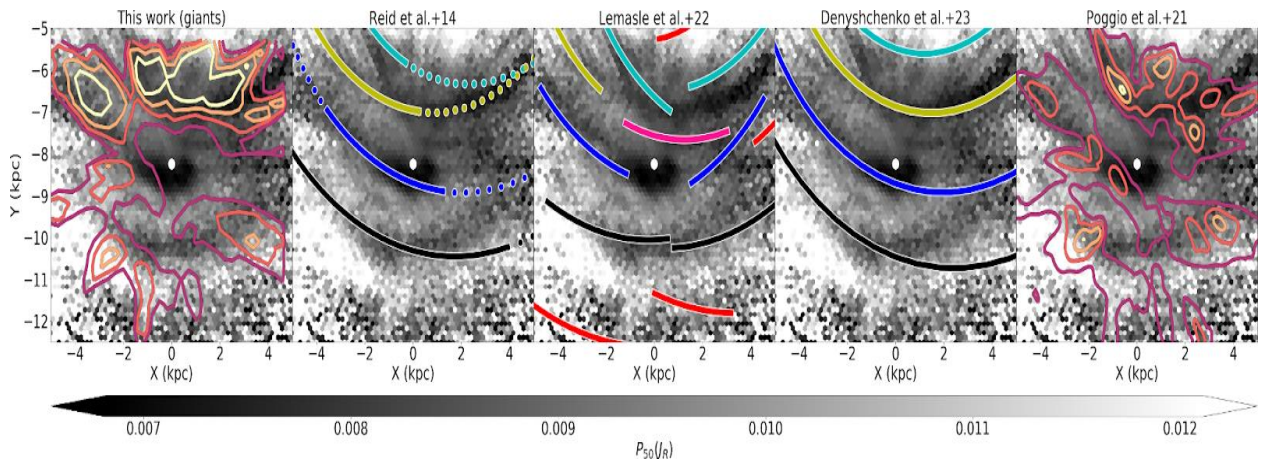 This work (giants) Reid et al.+14 Lemasle et al.+22 Denyshchenko et al.+23 Poggio et al.+21
−5
−6
−7
−8
−9
−10
−11
−12
Y (kpc)
−4 −2 0 2 4 −4 −2 0 2 4 −4 −2 0 2 4 −4 −2 0 2 4 −4 −2 0 2 4
X (kpc) X (kpc) X (kpc) X (kpc) X (kpc)
0.007 0.008 0.009 0.010 0.011 0.012
P₅₀(J_R)